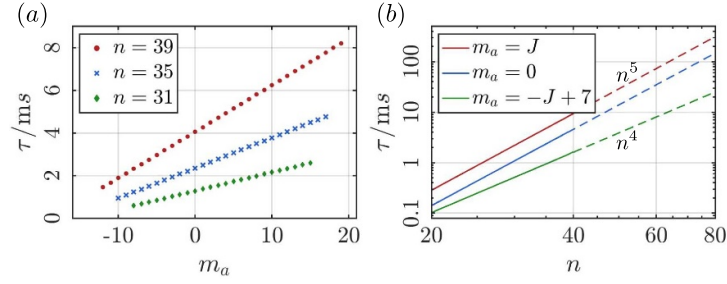 (a)
8
6
4
2
0
τ/ms
n = 39
n = 35
n = 31
-10
0
10
20
m_a
(b)
100
10
1
0.1
τ/ms
m_a = J
m_a = 0
m_a = −J + 7
n^5
n^4
20
40
60
80
n